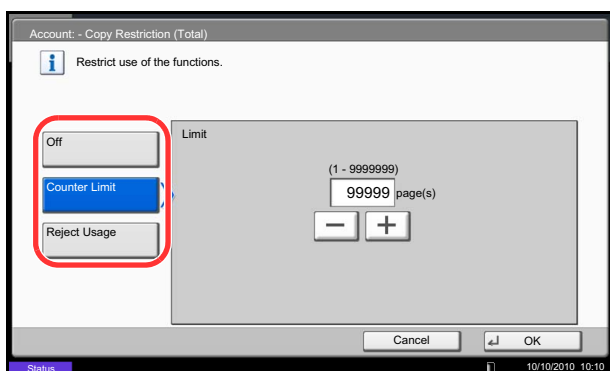 Account: - Copy Restriction (Total)
Restrict use of the functions.
Off
Counter Limit
Reject Usage
Limit
(1 - 9999999)
99999 page(s)
Cancel
OK
Status
10/10/2010 10:10